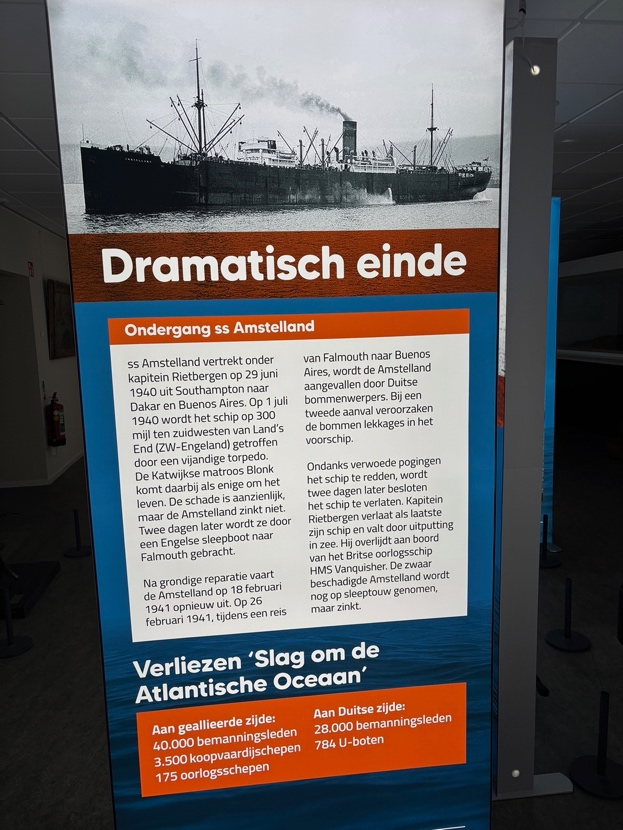 Dramatisch einde
Ondergang ss Amstelland
ss Amstelland vertrekt onder
kapitein Rietbergen op 29 juni
1940 uit Southampton naar
Dakar en Buenos Aires. Op 1 juli
1940 wordt het schip op 300
mijl ten zuidwesten van Land's
End (ZW-Engeland) getroffen
door een vijandige torpedo.
De Katwijkse matroos Blonk
komt daarbij als enige om het
leven. De schade is aanzienlijk,
maar de Amstelland zinkt niet.
Twee dagen later wordt ze door
een Engelse sleepboot naar
Falmouth gebracht.
Na grondige reparatie vaart
de Amstelland op 18 februari
1941 opnieuw uit. Op 26
februari 1941, tijdens een reis
van Falmouth naar Buenos
Aires, wordt de Amstelland
aangevallen door Duitse
bommenwerpers. Bij een
tweede aanval veroorzaken
de bommen lekkages in het
voorschip.
Ondanks verwoede pogingen
het schip te redden, wordt
twee dagen later besloten
het schip te verlaten. Kapitein
Rietbergen verlaat als laatste
zijn schip en valt door uitputting
in zee. Hij overlijdt aan boord
van het Britse oorlogsschip
HMS Vanquisher. De zwaar
beschadigde Amstelland wordt
nog op sleeptouw genomen,
maar zinkt.
Verliezen 'Slag om de
Atlantische Oceaan'
Aan geallieerde zijde:
40.000 bemanningsleden
3.500 koopvaardijschepen
175 oorlogsschepen
Aan Duitse zijde:
28.000 bemanningsleden
784 U-boten